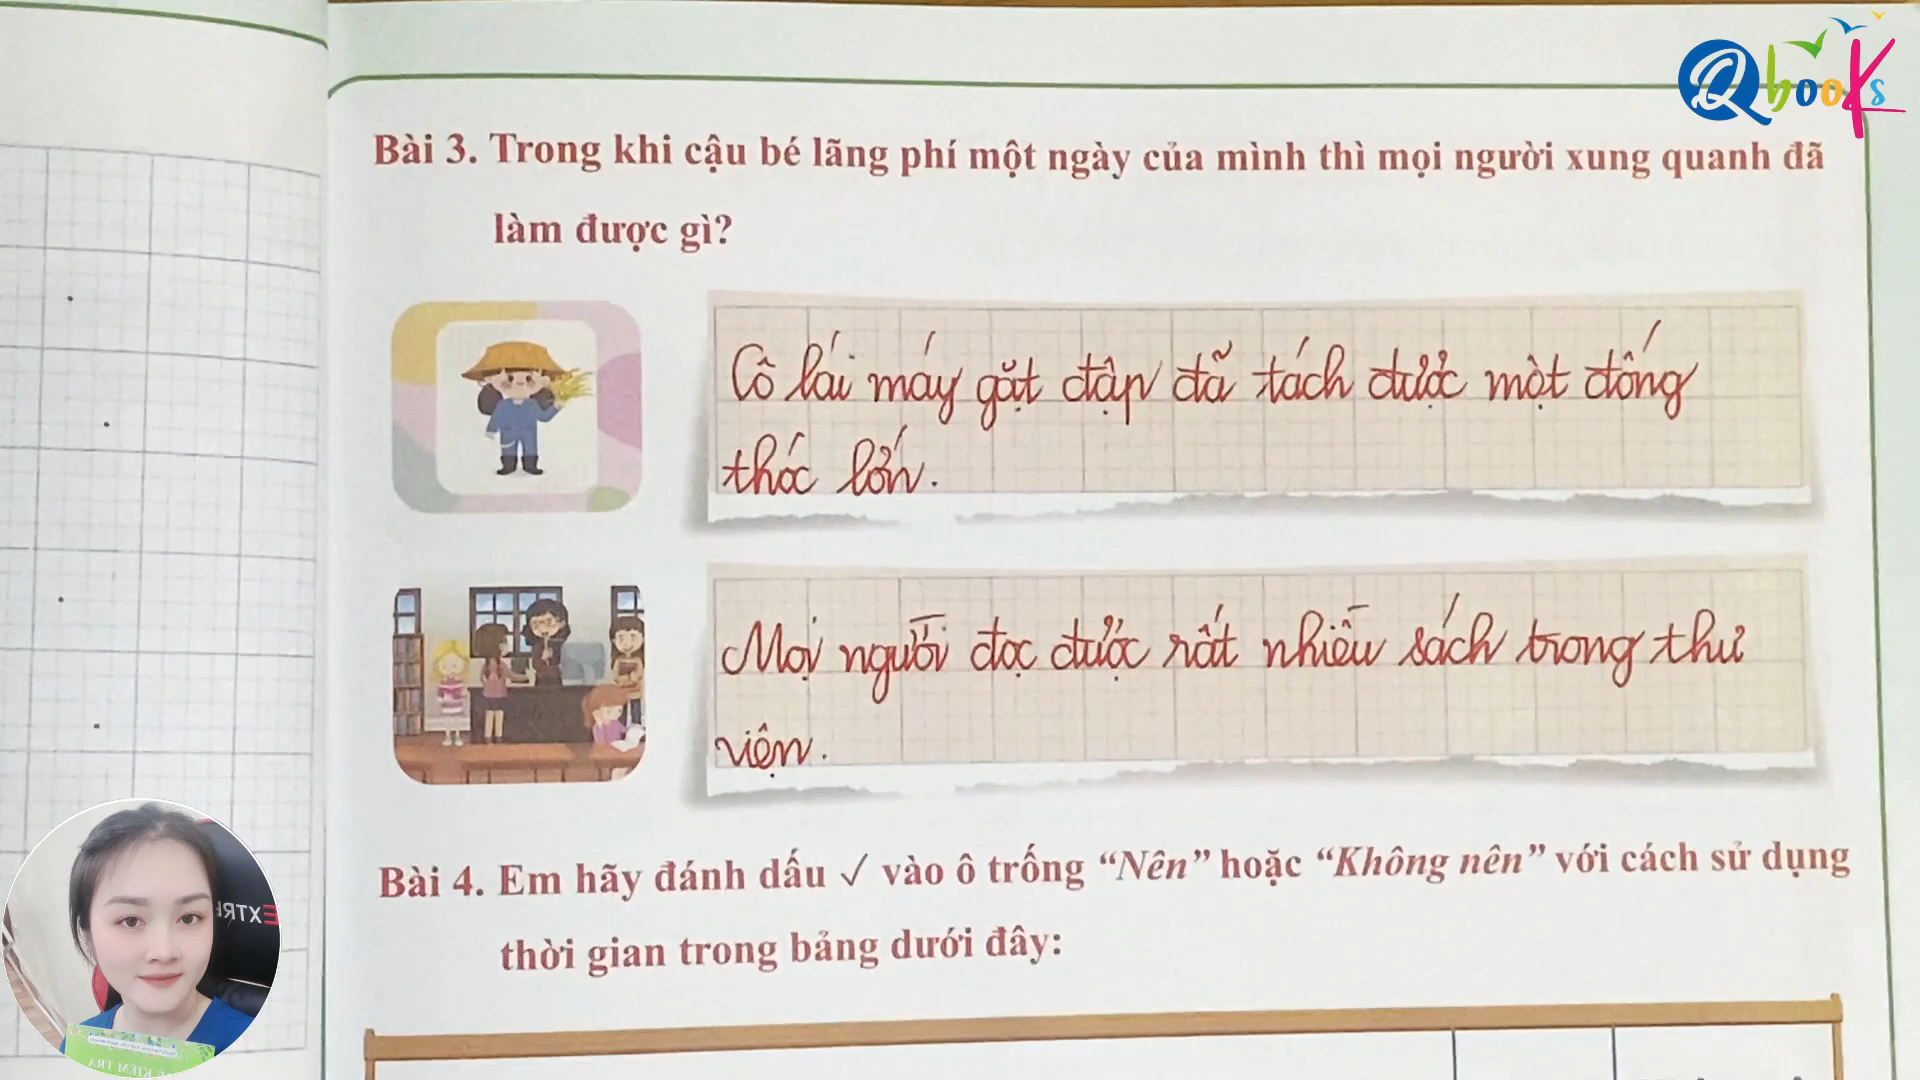 Qbooks
Bài 3. Trong khi cậu bé lãng phí một ngày của mình thì mọi người xung quanh đã
làm được gì?
Cô lái máy gặt đập đã tách được một đống
thóc lớn.
Mọi người đọc được rất nhiều sách trong thư
viện.
Bài 4. Em hãy đánh dấu ✓ vào ô trống “Nên” hoặc “Không nên” với cách sử dụng
thời gian trong bảng dưới đây: